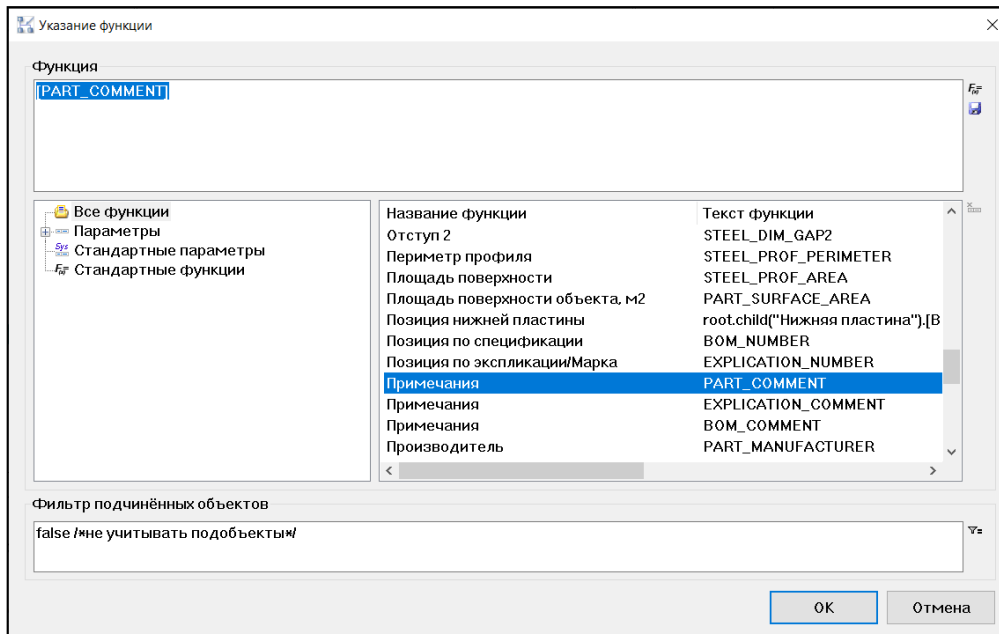 Указание функции
Функция
[PART_COMMENT]
Все функции
Параметры
Sys Стандартные параметры
Стандартные функции
Название функции Текст функции
Отступ 2 STEEL_DIM_GAP2
Периметр профиля STEEL_PROF_PERIMETER
Площадь поверхности STEEL_PROF_AREA
Площадь поверхности объекта, м2 PART_SURFACE_AREA
Позиция нижней пластины root.child("Нижняя пластина").[B
Позиция по спецификации BOM_NUMBER
Позиция по экспликации/Марка EXPLICATION_NUMBER
Примечания PART_COMMENT
Примечания EXPLICATION_COMMENT
Примечания BOM_COMMENT
Производитель PART_MANUFACTURER
Фильтр подчинённых объектов
false /*не учитывать подобъекты*/
OK Отмена